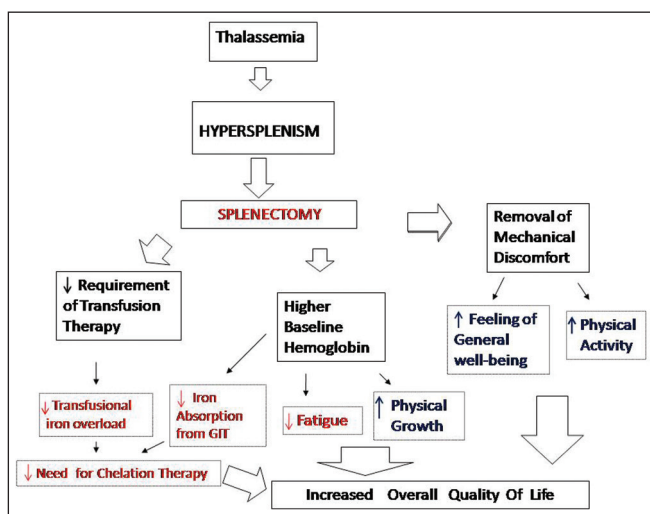 Thalassemia
HYPERSPLENISM
SPLENECTOMY
Removal of
Mechanical
Discomfort
↓ Requirement
of Transfusion
Therapy
Higher
Baseline
Hemoglobin
↑ Feeling of
General
well-being
↑ Physical
Activity
↓ Transfusional
iron overload
↓ Iron
Absorption
from GIT
↓ Fatigue
↑ Physical
Growth
↓ Need for Chelation Therapy
Increased Overall Quality Of Life